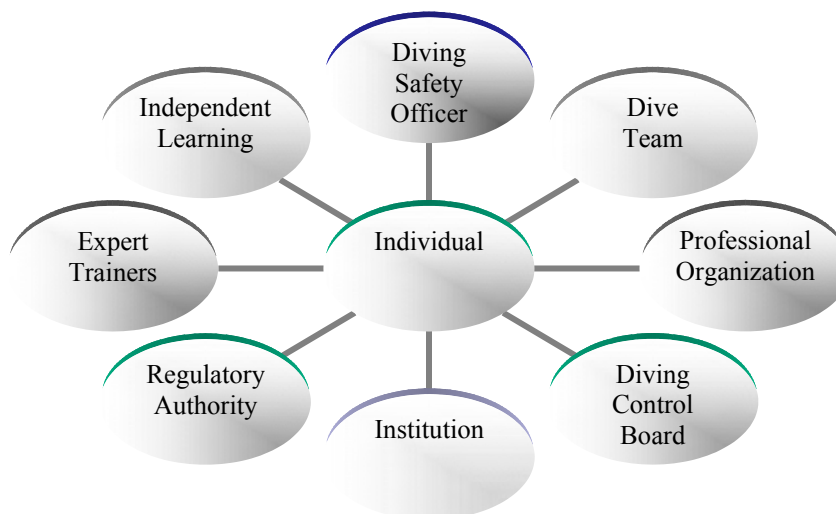 Diving
Safety
Officer
Independent
Learning
Dive
Team
Expert
Trainers
Individual
Professional
Organization
Regulatory
Authority
Institution
Diving
Control
Board